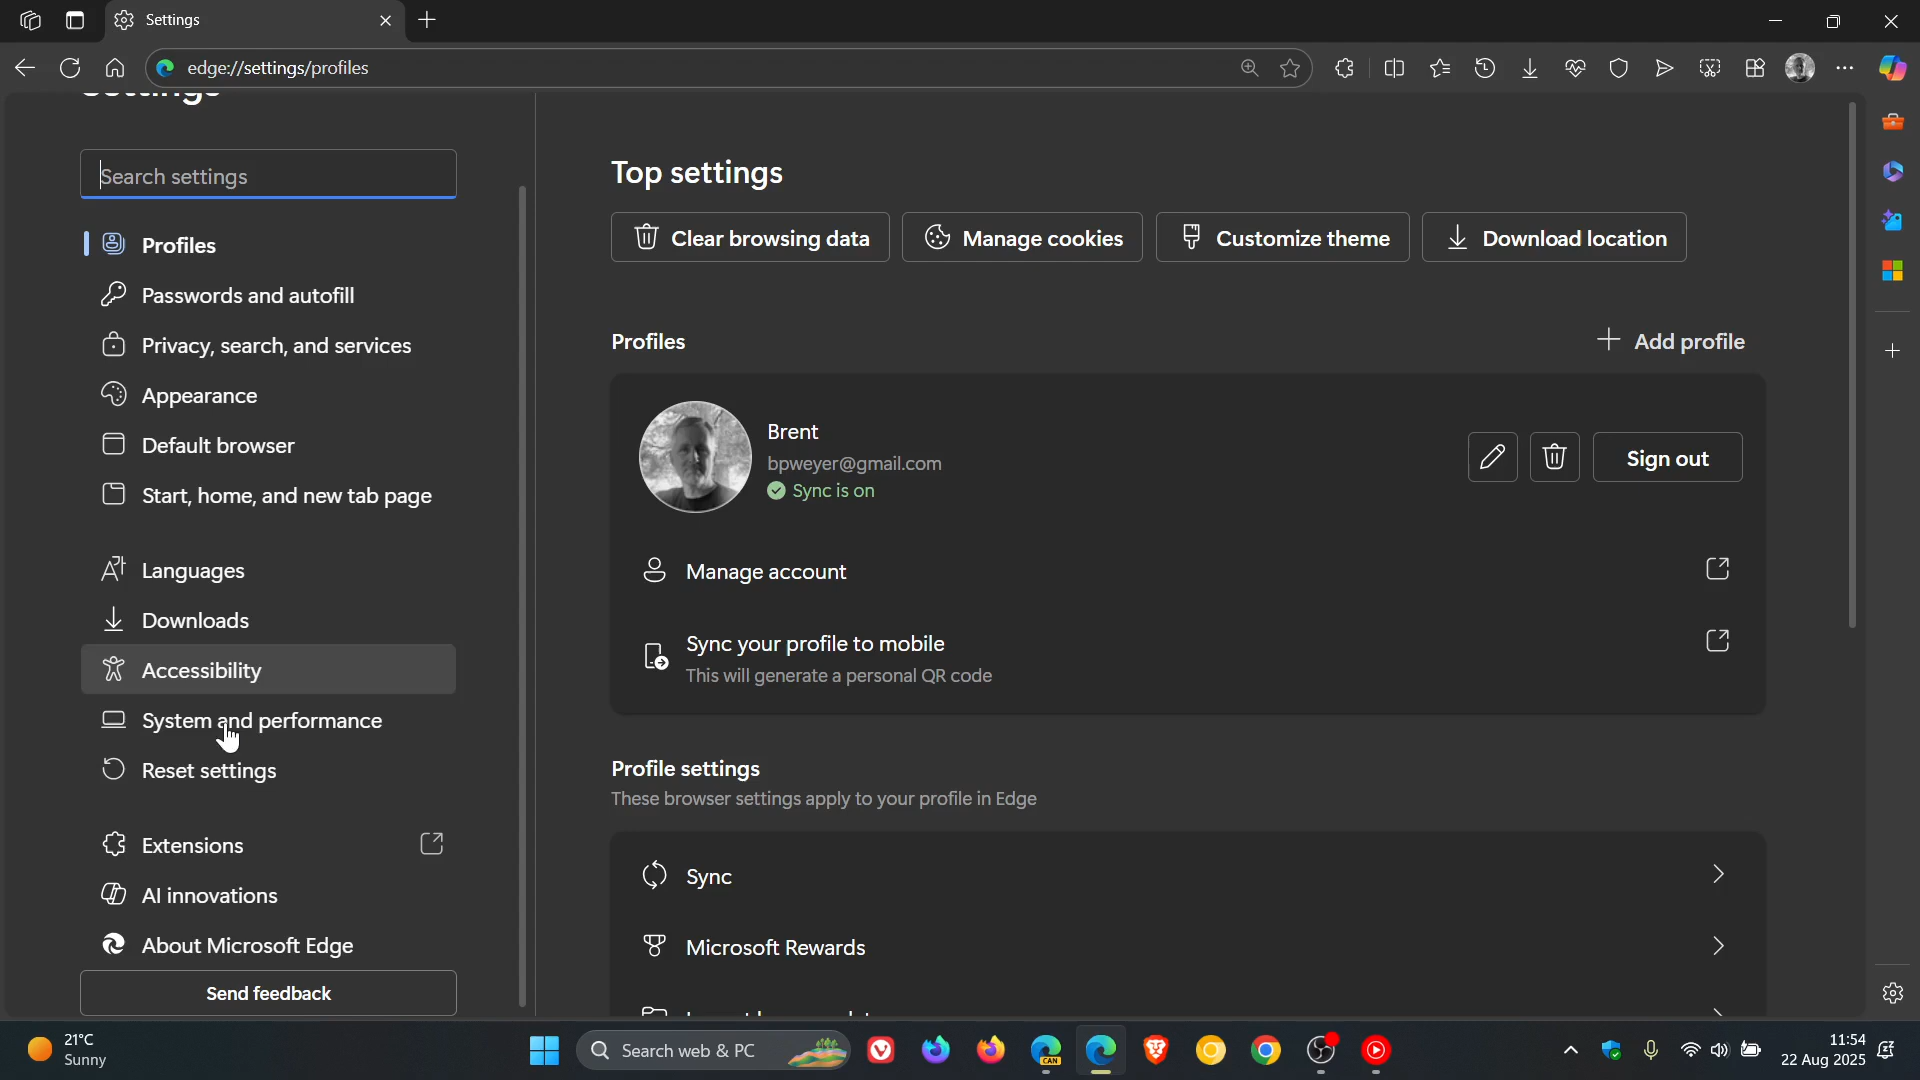 Settings
edge://settings/profiles
Settings
Search settings
Profiles
Passwords and autofill
Privacy, search, and services
Appearance
Default browser
Start, home, and new tab page
Languages
Downloads
Accessibility
System and performance
Reset settings
Extensions
AI innovations
About Microsoft Edge
Send feedback
Top settings
Clear browsing data
Manage cookies
Customize theme
Download location
Profiles
Add profile
Brent
bpweyer@gmail.com
Sync is on
Sign out
Manage account
Sync your profile to mobile
This will generate a personal QR code
Profile settings
These browser settings apply to your profile in Edge
Sync
Microsoft Rewards
21°C
Sunny
Search web & PC
CAN
11:54
22 Aug 2025